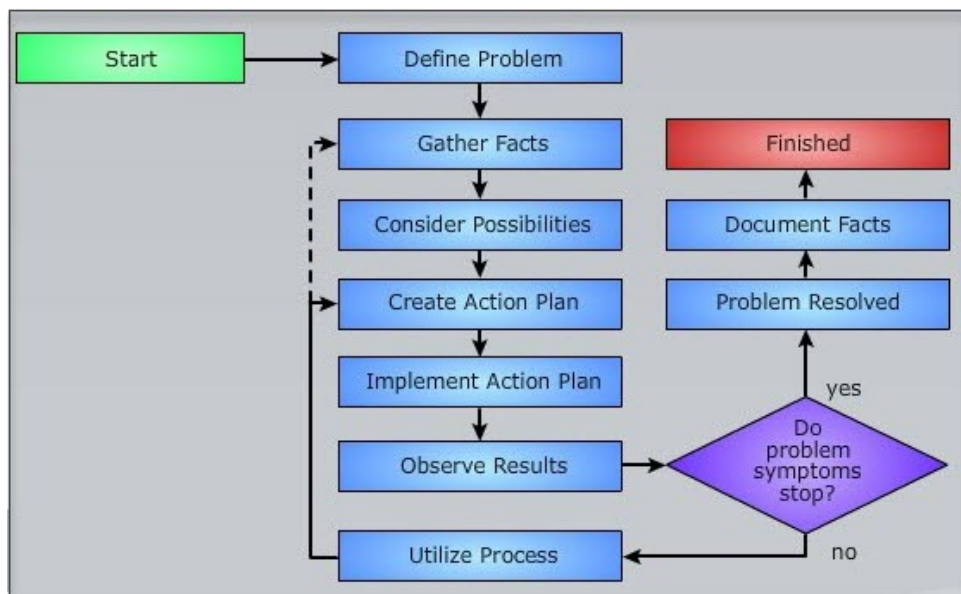 Start
Define Problem
Gather Facts
Finished
Consider Possibilities
Document Facts
Create Action Plan
Problem Resolved
Implement Action Plan
yes
Do
problem
symptoms
stop?
Observe Results
no
Utilize Process